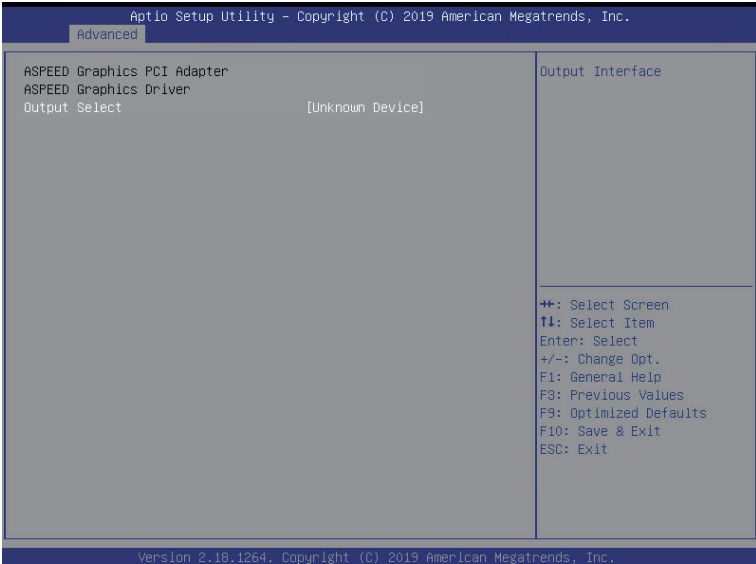 Aptio Setup Utility – Copyright (C) 2019 American Megatrends, Inc.
Advanced
ASPEED Graphics PCI Adapter
ASPEED Graphics Driver
Output Select [Unknown Device]
Output Interface
→←: Select Screen
↑↓: Select Item
Enter: Select
+/-: Change Opt.
F1: General Help
F3: Previous Values
F9: Optimized Defaults
F10: Save & Exit
ESC: Exit
Version 2.18.1264. Copyright (C) 2019 American Megatrends, Inc.